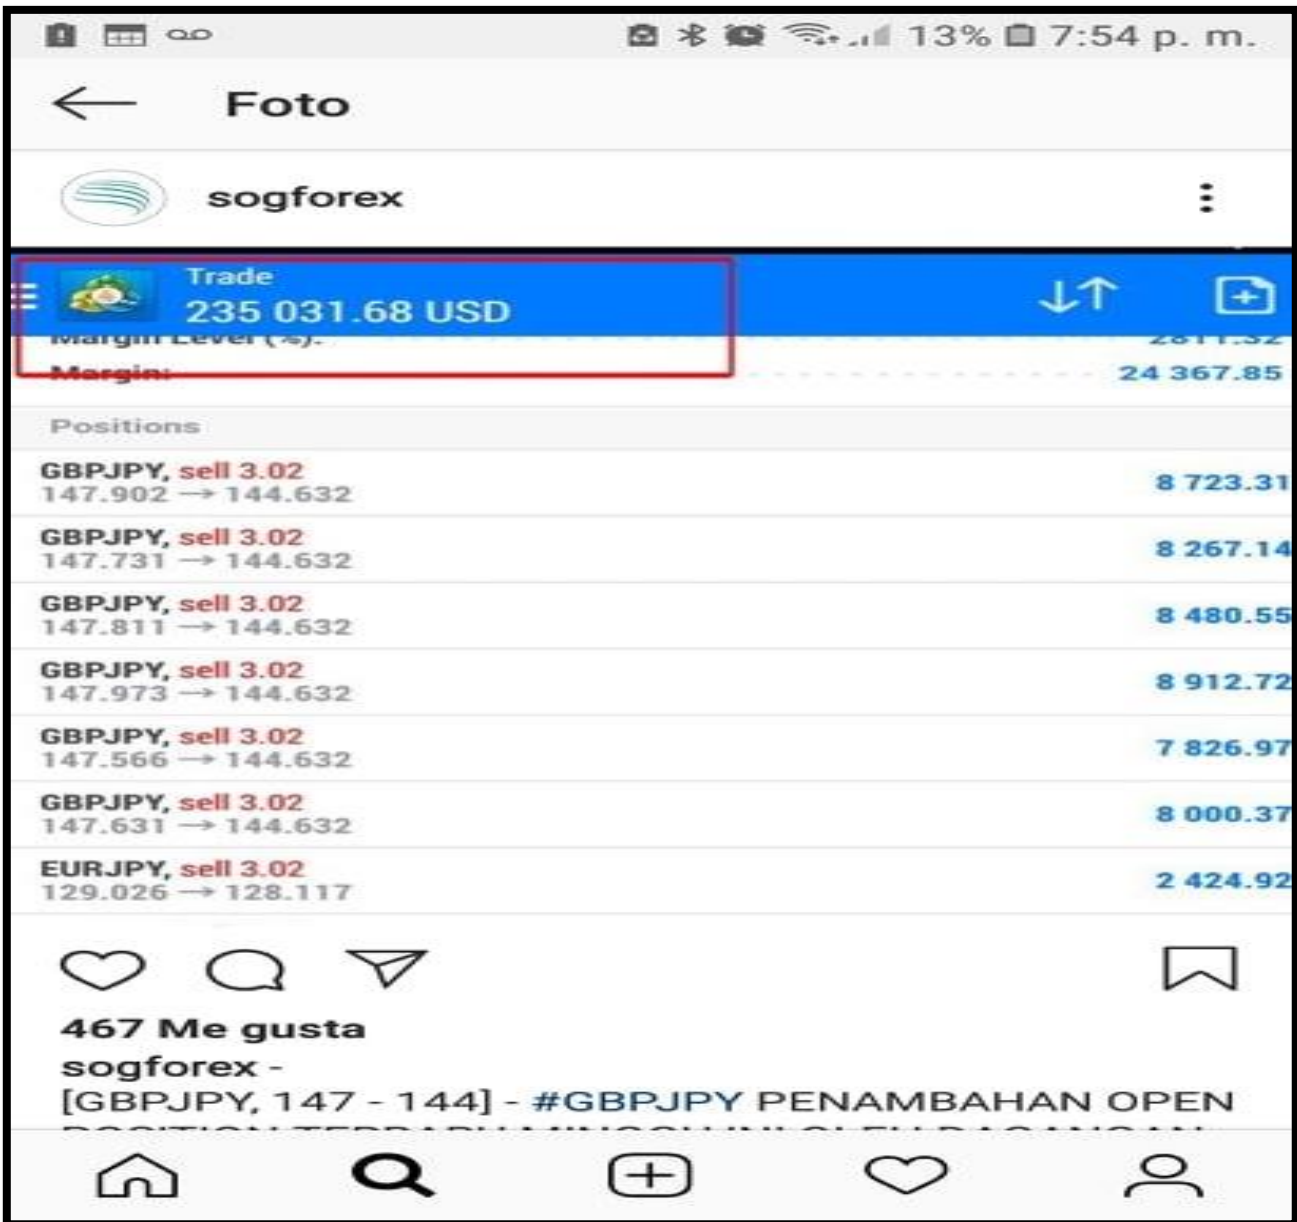 13% 7:54 p. m.
Foto
sogforex
Trade
235 031.68 USD
Margin Level (%): 2811.32
Margin: 24 367.85
Positions
GBPJPY, sell 3.02
147.902 → 144.632 8 723.31
GBPJPY, sell 3.02
147.731 → 144.632 8 267.14
GBPJPY, sell 3.02
147.811 → 144.632 8 480.55
GBPJPY, sell 3.02
147.973 → 144.632 8 912.72
GBPJPY, sell 3.02
147.566 → 144.632 7 826.97
GBPJPY, sell 3.02
147.631 → 144.632 8 000.37
EURJPY, sell 3.02
129.026 → 128.117 2 424.92
467 Me gusta
sogforex -
[GBPJPY, 147 - 144] - #GBPJPY PENAMBAHAN OPEN